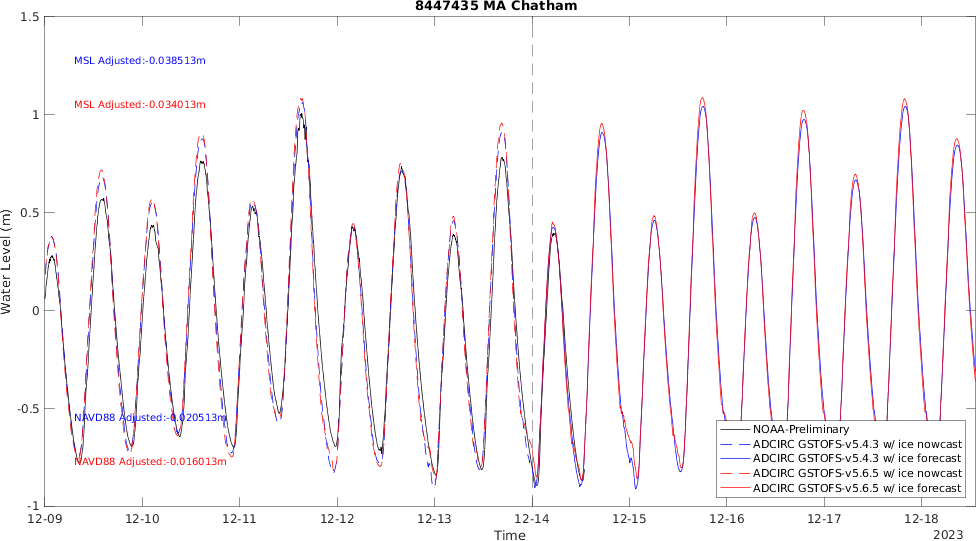 8447435 MA Chatham
1.5
1
0.5
0
-0.5
-1
Water Level (m)
MSL Adjusted:-0.038513m
MSL Adjusted:-0.034013m
NAVD88 Adjusted:-0.020513m
NAVD88 Adjusted:-0.016013m
NOAA-Preliminary
ADCIRC GSTOFS-v5.4.3 w/ ice nowcast
ADCIRC GSTOFS-v5.4.3 w/ ice forecast
ADCIRC GSTOFS-v5.6.5 w/ ice nowcast
ADCIRC GSTOFS-v5.6.5 w/ ice forecast
12-09 12-10 12-11 12-12 12-13 12-14 12-15 12-16 12-17 12-18
Time
2023